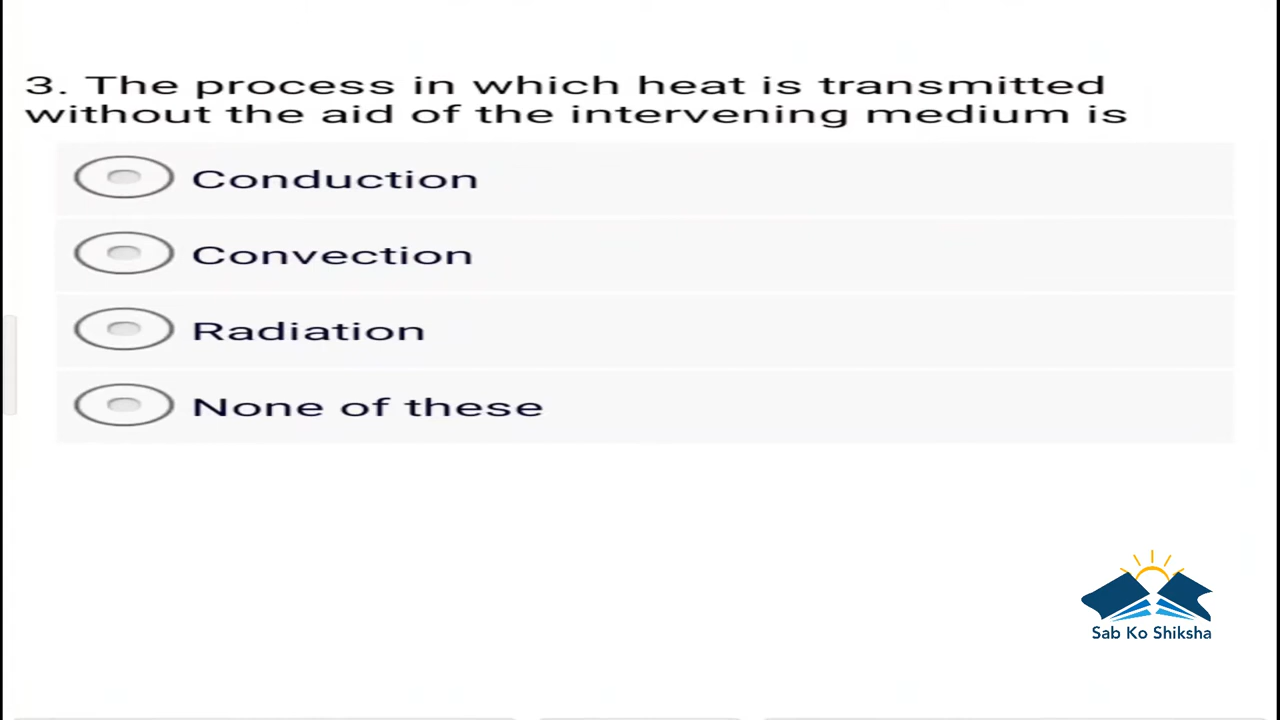 3. The process in which heat is transmitted
without the aid of the intervening medium is
Conduction
Convection
Radiation
None of these
Sab Ko Shiksha